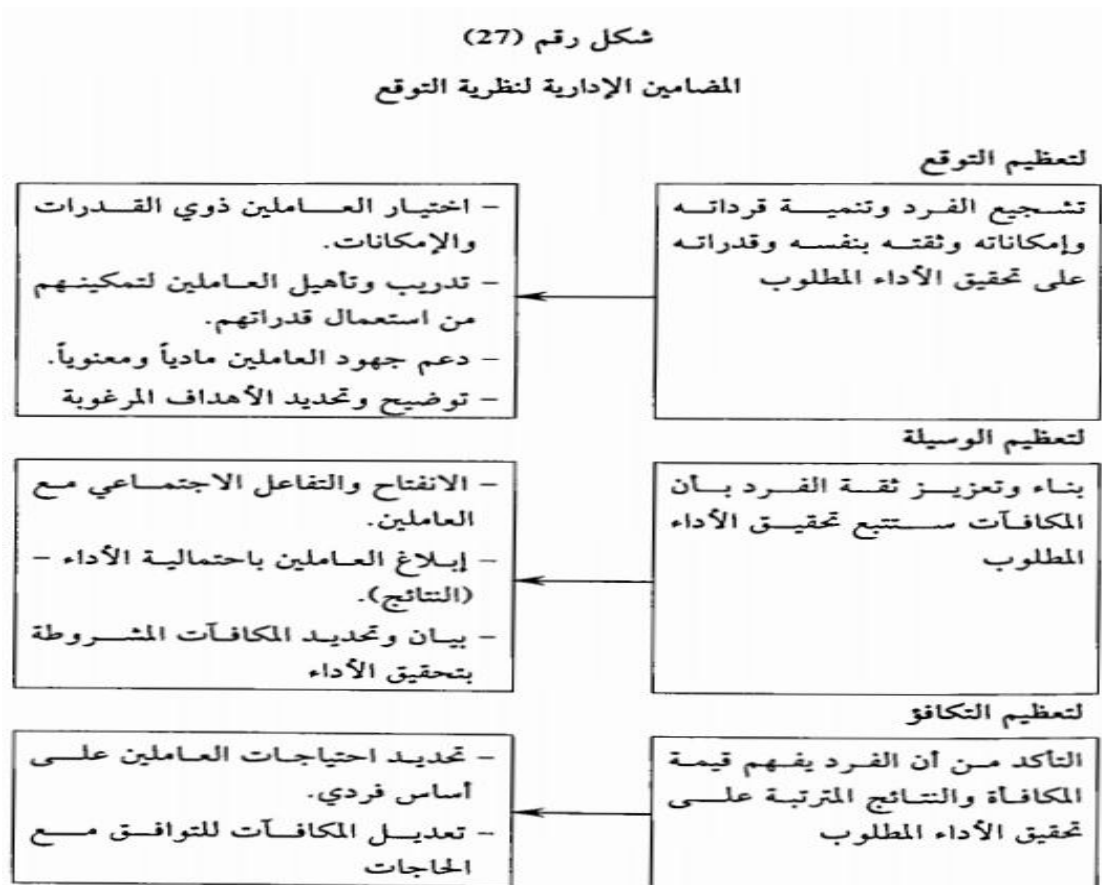 شكل رقم (27)
المضامين الإدارية لنظرية التوقع
لتعظيم التوقع
تشجيع الفرد وتنمية قرداته
وإمكاناته وثقته بنفسه وقدراته
على تحقيق الأداء المطلوب
- اختيار العاملين ذوي القدرات
والإمكانات.
- تدريب وتأهيل العاملين لتمكينهم
من استعمال قدراتهم.
- دعم جهود العاملين مادياً ومعنوياً.
- توضيح وتحديد الأهداف المرغوبة
لتعظيم الوسيلة
بناء وتعزيز ثقة الفرد بأن
المكافآت ستتبع تحقيق الأداء
المطلوب
- الانفتاح والتفاعل الاجتماعي مع
العاملين.
- إبلاغ العاملين باحتمالية الأداء –
(النتائج).
- بيان وتحديد المكافآت المشروطة
بتحقيق الأداء
لتعظيم التكافؤ
التأكد من أن الفرد يفهم قيمة
المكافأة والنتائج المترتبة على
تحقيق الأداء المطلوب
- تحديد احتياجات العاملين على
أساس فردي.
- تعديل المكافآت للتوافق مع
الحاجات